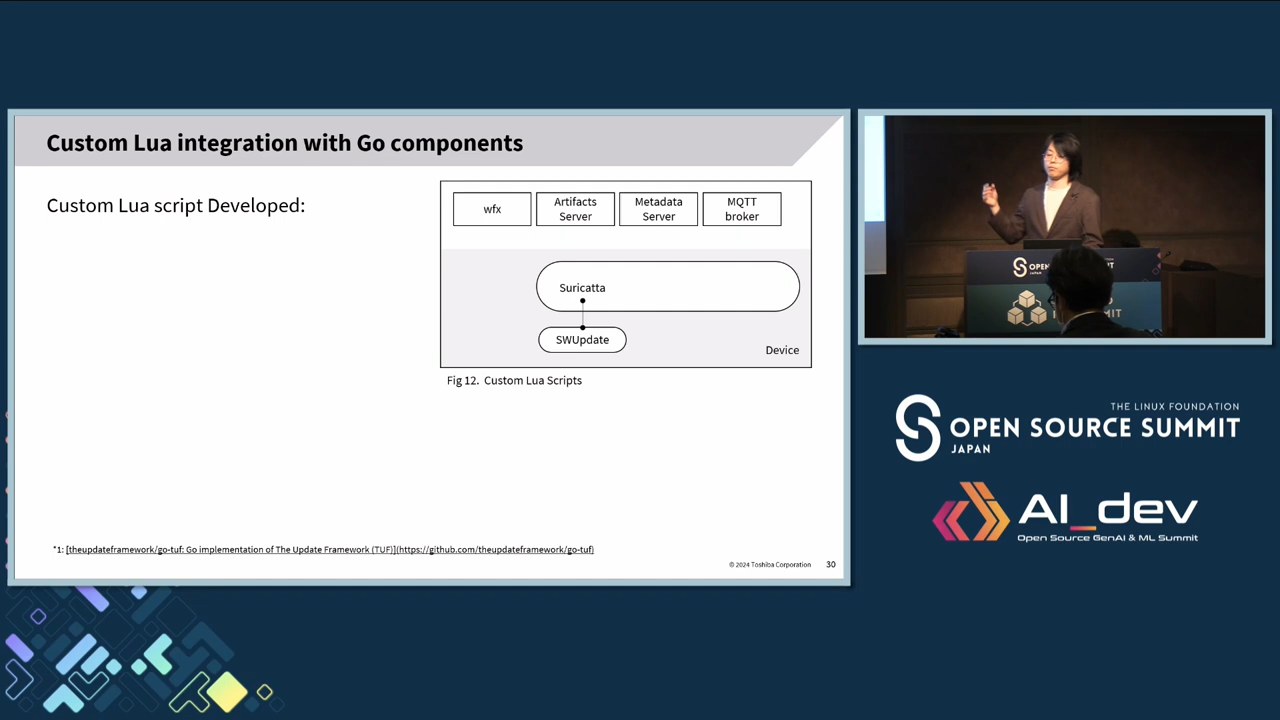 Custom Lua integration with Go components
Custom Lua script Developed:
wfx
Artifacts
Server
Metadata
Server
MQTT
broker
Suricatta
SWUpdate
Device
Fig 12. Custom Lua Scripts
*1: [theupdateframework/go-tuf: Go implementation of The Update Framework (TUF)](https://github.com/theupdateframework/go-tuf)
© 2024 Toshiba Corporation
30
THE LINUX FOUNDATION
OPEN SOURCE SUMMIT
JAPAN
AI_dev
Open Source GenAI & ML Summit